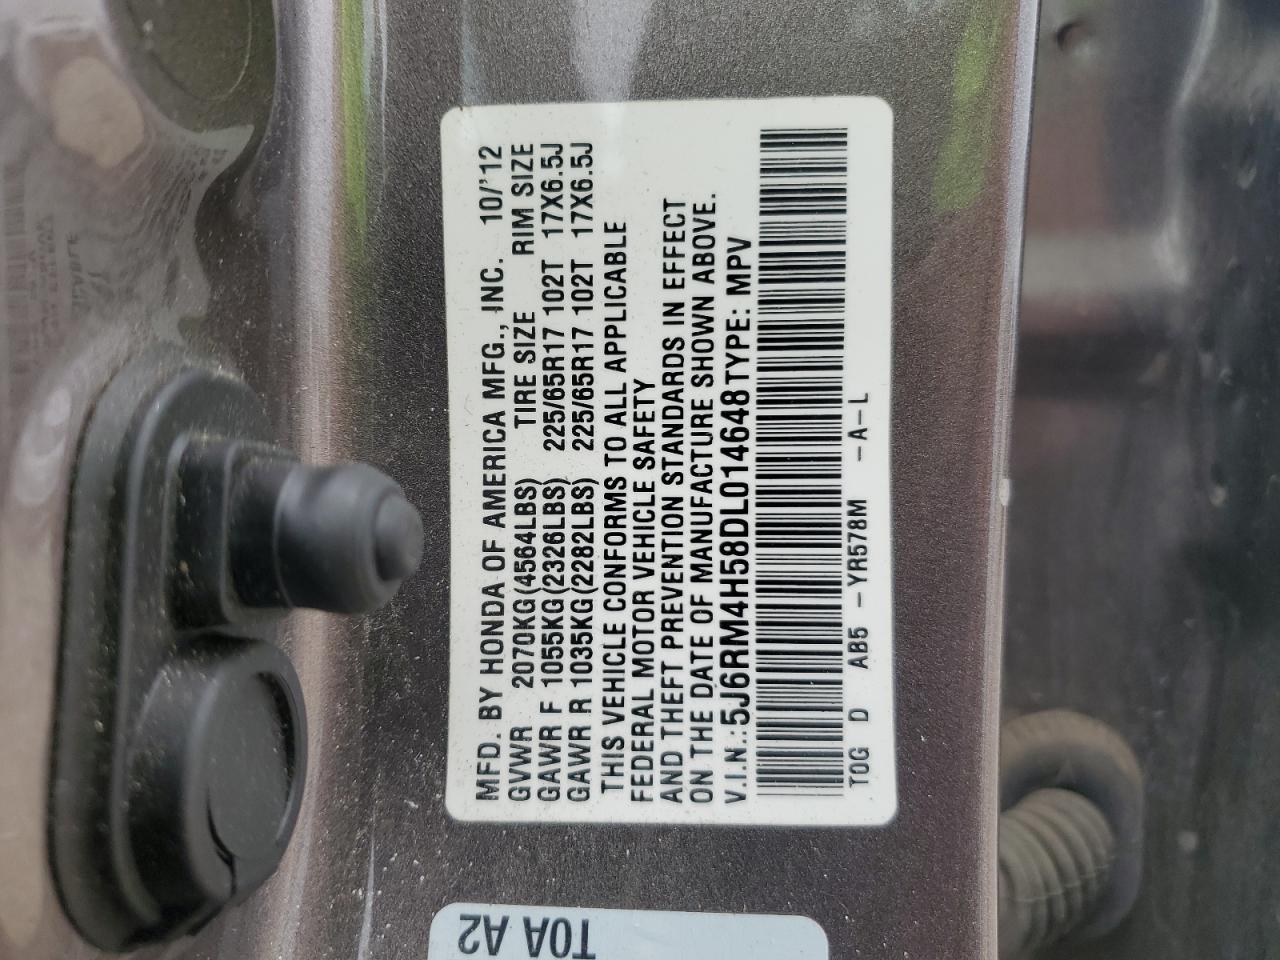 MFD. BY HONDA OF AMERICA MFG., INC. 10/'12
GVWR 2070KG(4564LBS) TIRE SIZE RIM SIZE
GAWR F 1055KG(2326LBS) 225/65R17 102T 17X6.5J
GAWR R 1035KG(2282LBS) 225/65R17 102T 17X6.5J
THIS VEHICLE CONFORMS TO ALL APPLICABLE
FEDERAL MOTOR VEHICLE SAFETY
AND THEFT PREVENTION STANDARDS IN EFFECT
ON THE DATE OF MANUFACTURE SHOWN ABOVE.
V.I.N.:5J6RM4H58DL014648TYPE: MPV
T0G D AB5 -YR578M -A-L
T0A A2